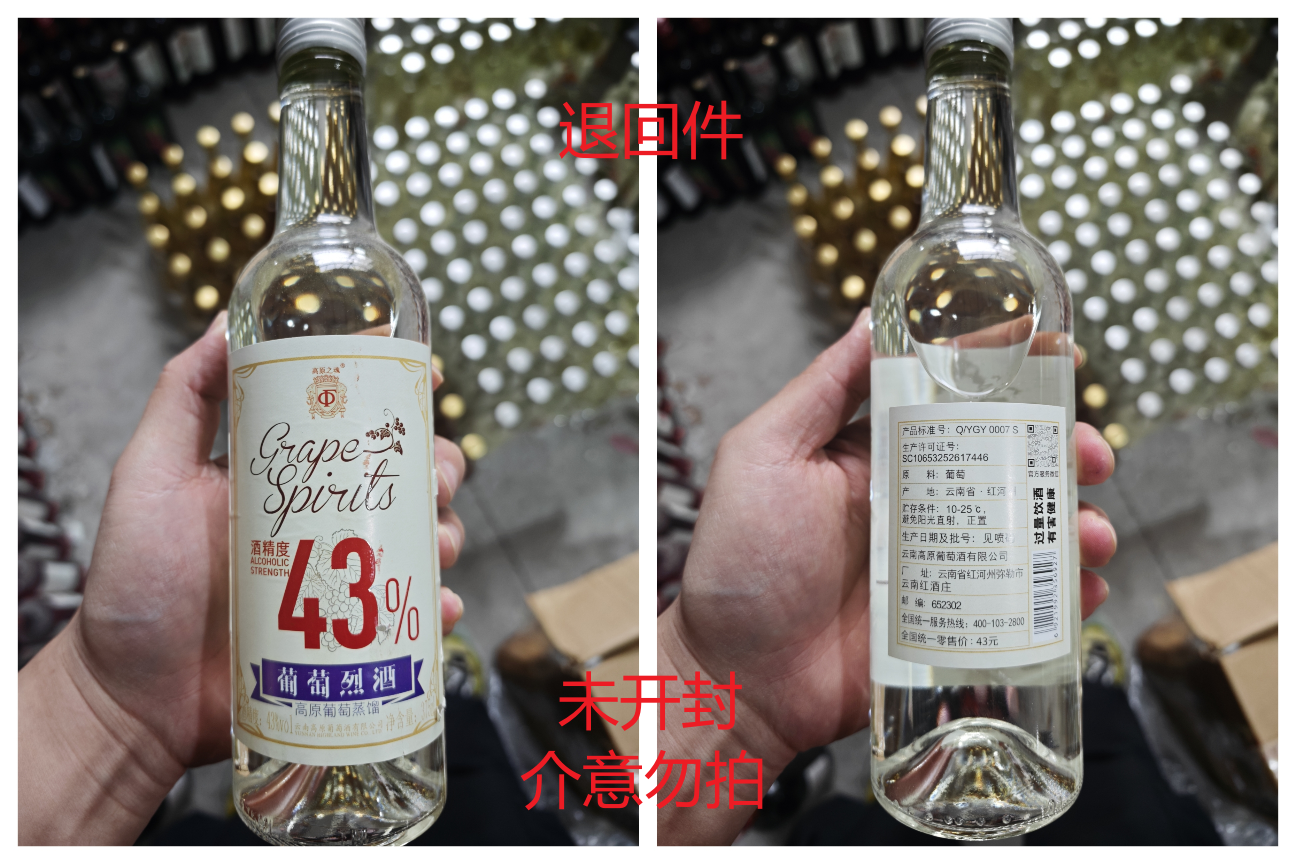 退回件
高原之魂
Grape
Spirits
酒精度
ALCOHOLIC
STRENGTH
43%
葡萄烈酒
高原葡萄蒸馏
产品标准号：Q/YGY 0007 S
生产许可证号：
SC10653252617446
原 料：葡萄
产 地：云南省·红河
贮存条件：10-25℃，
避免阳光直射，正置
生产日期及批号：见喷
云南高原葡萄酒有限公司
厂 址：云南省红河州弥勒市
云南红酒庄
邮 编：652302
全国统一服务热线：400-103-2800
全国统一零售价：43元
过量饮酒
有害健康
未开封
介意勿拍